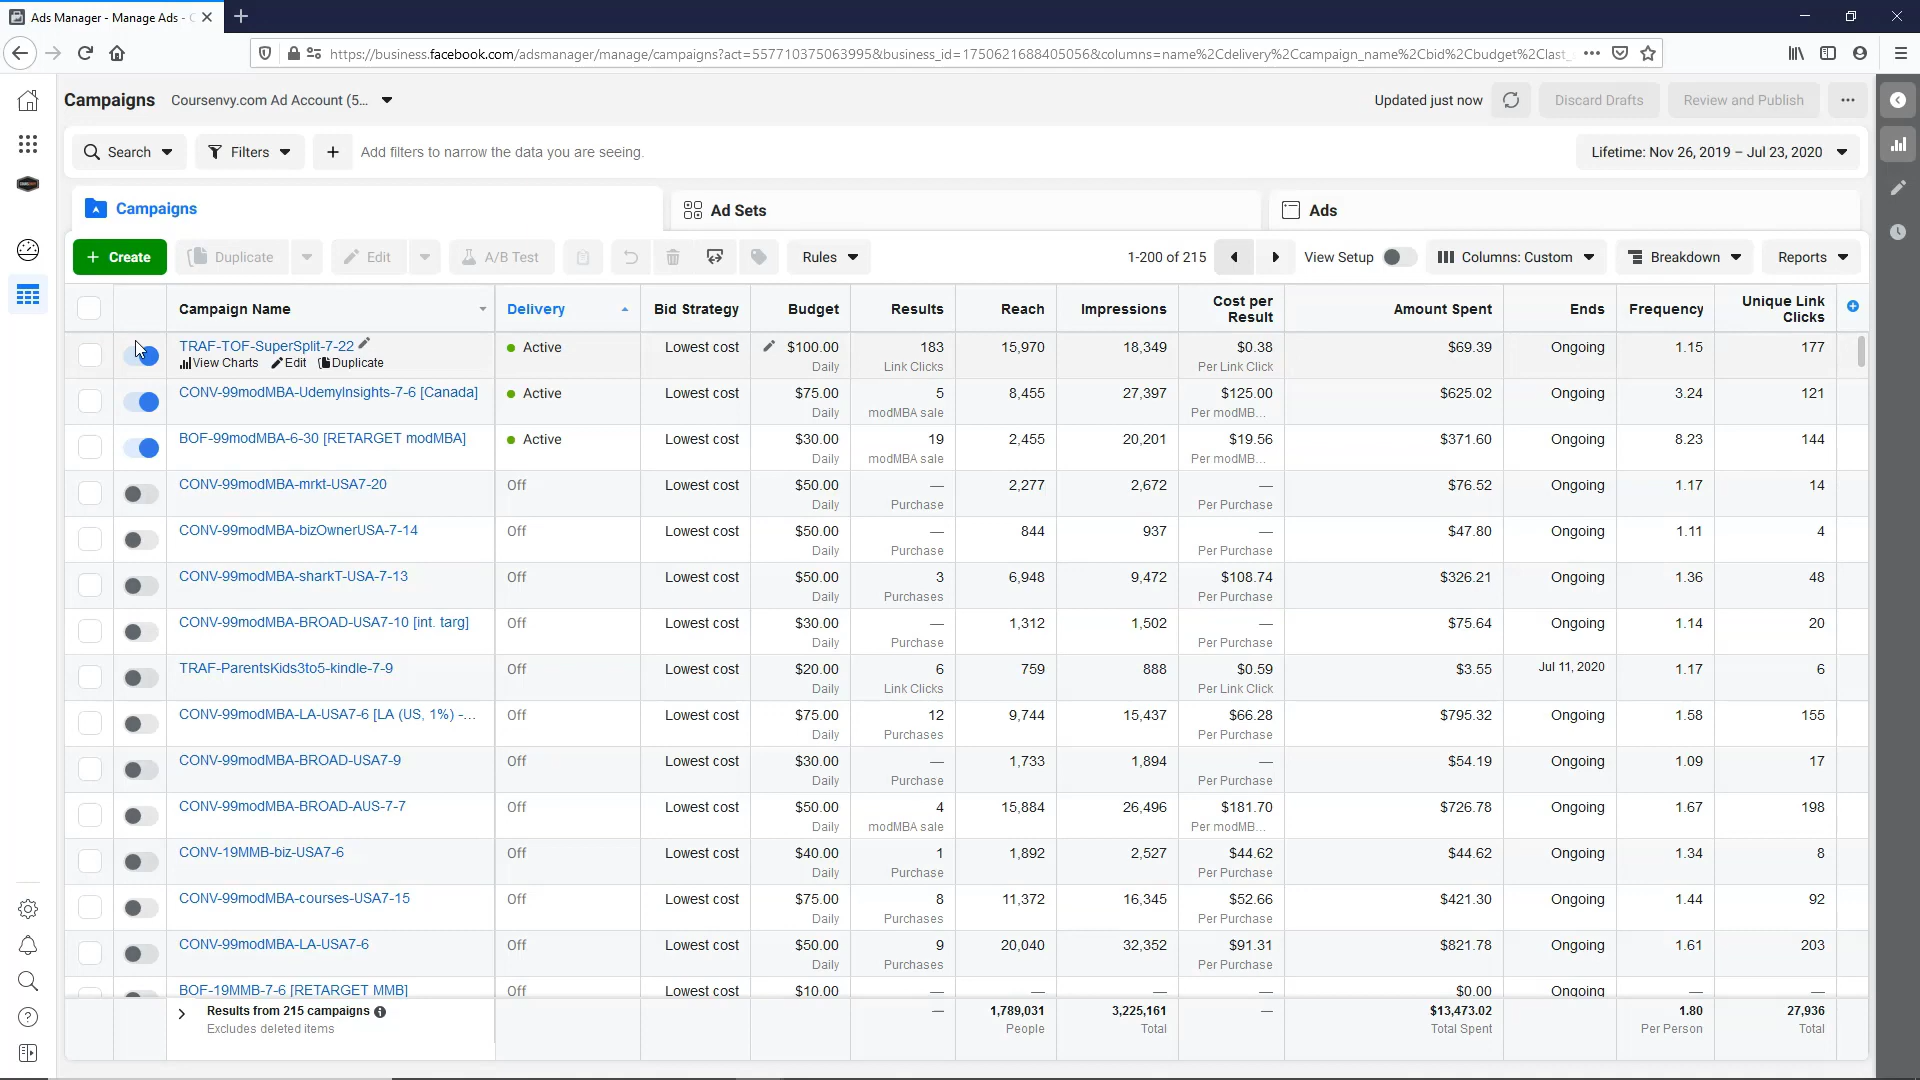 Ads Manager - Manage Ads - C
https://business.facebook.com/adsmanager/manage/campaigns?act=557710375063995&business_id=1750621688405056&columns=name%2Cdelivery%2Ccampaign_name%2Cbid%2Cbudget%2Clast_
Campaigns Coursenvy.com Ad Account (5... Updated just now Discard Drafts Review and Publish
Search Filters Add filters to narrow the data you are seeing. Lifetime: Nov 26, 2019 – Jul 23, 2020
Campaigns Ad Sets Ads
+ Create Duplicate Edit A/B Test Rules 1-200 of 215 View Setup Columns: Custom Breakdown Reports
Campaign Name Delivery Bid Strategy Budget Results Reach Impressions Cost per Result Amount Spent Ends Frequency Unique Link Clicks
TRAF-TOF-SuperSplit-7-22 Active Lowest cost $100.00 183 15,970 18,349 $0.38 $69.39 Ongoing 1.15 177
View Charts Edit Duplicate Daily Link Clicks Per Link Click
CONV-99modMBA-UdemyInsights-7-6 [Canada] Active Lowest cost $75.00 5 8,455 27,397 $125.00 $625.02 Ongoing 3.24 121
Daily modMBA sale Per modMB...
BOF-99modMBA-6-30 [RETARGET modMBA] Active Lowest cost $30.00 19 2,455 20,201 $19.56 $371.60 Ongoing 8.23 144
Daily modMBA sale Per modMB...
CONV-99modMBA-mrkt-USA7-20 Off Lowest cost $50.00 — 2,277 2,672 — $76.52 Ongoing 1.17 14
Daily Purchase Per Purchase
CONV-99modMBA-bizOwnerUSA-7-14 Off Lowest cost $50.00 — 844 937 — $47.80 Ongoing 1.11 4
Daily Purchase Per Purchase
CONV-99modMBA-sharkT-USA-7-13 Off Lowest cost $50.00 3 6,948 9,472 $108.74 $326.21 Ongoing 1.36 48
Daily Purchases Per Purchase
CONV-99modMBA-BROAD-USA7-10 [int. targ] Off Lowest cost $30.00 — 1,312 1,502 — $75.64 Ongoing 1.14 20
Daily Purchase Per Purchase
TRAF-ParentsKids3to5-kindle-7-9 Off Lowest cost $20.00 6 759 888 $0.59 $3.55 Jul 11, 2020 1.17 6
Daily Link Clicks Per Link Click
CONV-99modMBA-LA-USA7-6 [LA (US, 1%) -... Off Lowest cost $75.00 12 9,744 15,437 $66.28 $795.32 Ongoing 1.58 155
Daily Purchases Per Purchase
CONV-99modMBA-BROAD-USA7-9 Off Lowest cost $30.00 — 1,733 1,894 — $54.19 Ongoing 1.09 17
Daily Purchase Per Purchase
CONV-99modMBA-BROAD-AUS-7-7 Off Lowest cost $50.00 4 15,884 26,496 $181.70 $726.78 Ongoing 1.67 198
Daily modMBA sale Per modMB...
CONV-19MMB-biz-USA7-6 Off Lowest cost $40.00 1 1,892 2,527 $44.62 $44.62 Ongoing 1.34 8
Daily Purchase Per Purchase
CONV-99modMBA-courses-USA7-15 Off Lowest cost $75.00 8 11,372 16,345 $52.66 $421.30 Ongoing 1.44 92
Daily Purchases Per Purchase
CONV-99modMBA-LA-USA7-6 Off Lowest cost $50.00 9 20,040 32,352 $91.31 $821.78 Ongoing 1.61 203
Daily Purchases Per Purchase
BOF-19MMB-7-6 [RETARGET MMB] Off Lowest cost $10.00 — — — — $0.00 Ongoing — —
Results from 215 campaigns — 1,789,031 3,225,161 — $13,473.02 1.80 27,936
Excludes deleted items People Total Total Spent Per Person Total